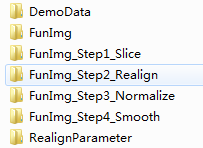 DemoData
FunImg
FunImg_Step1_Slice
FunImg_Step2_Realign
FunImg_Step3_Normalize
FunImg_Step4_Smooth
RealignParameter